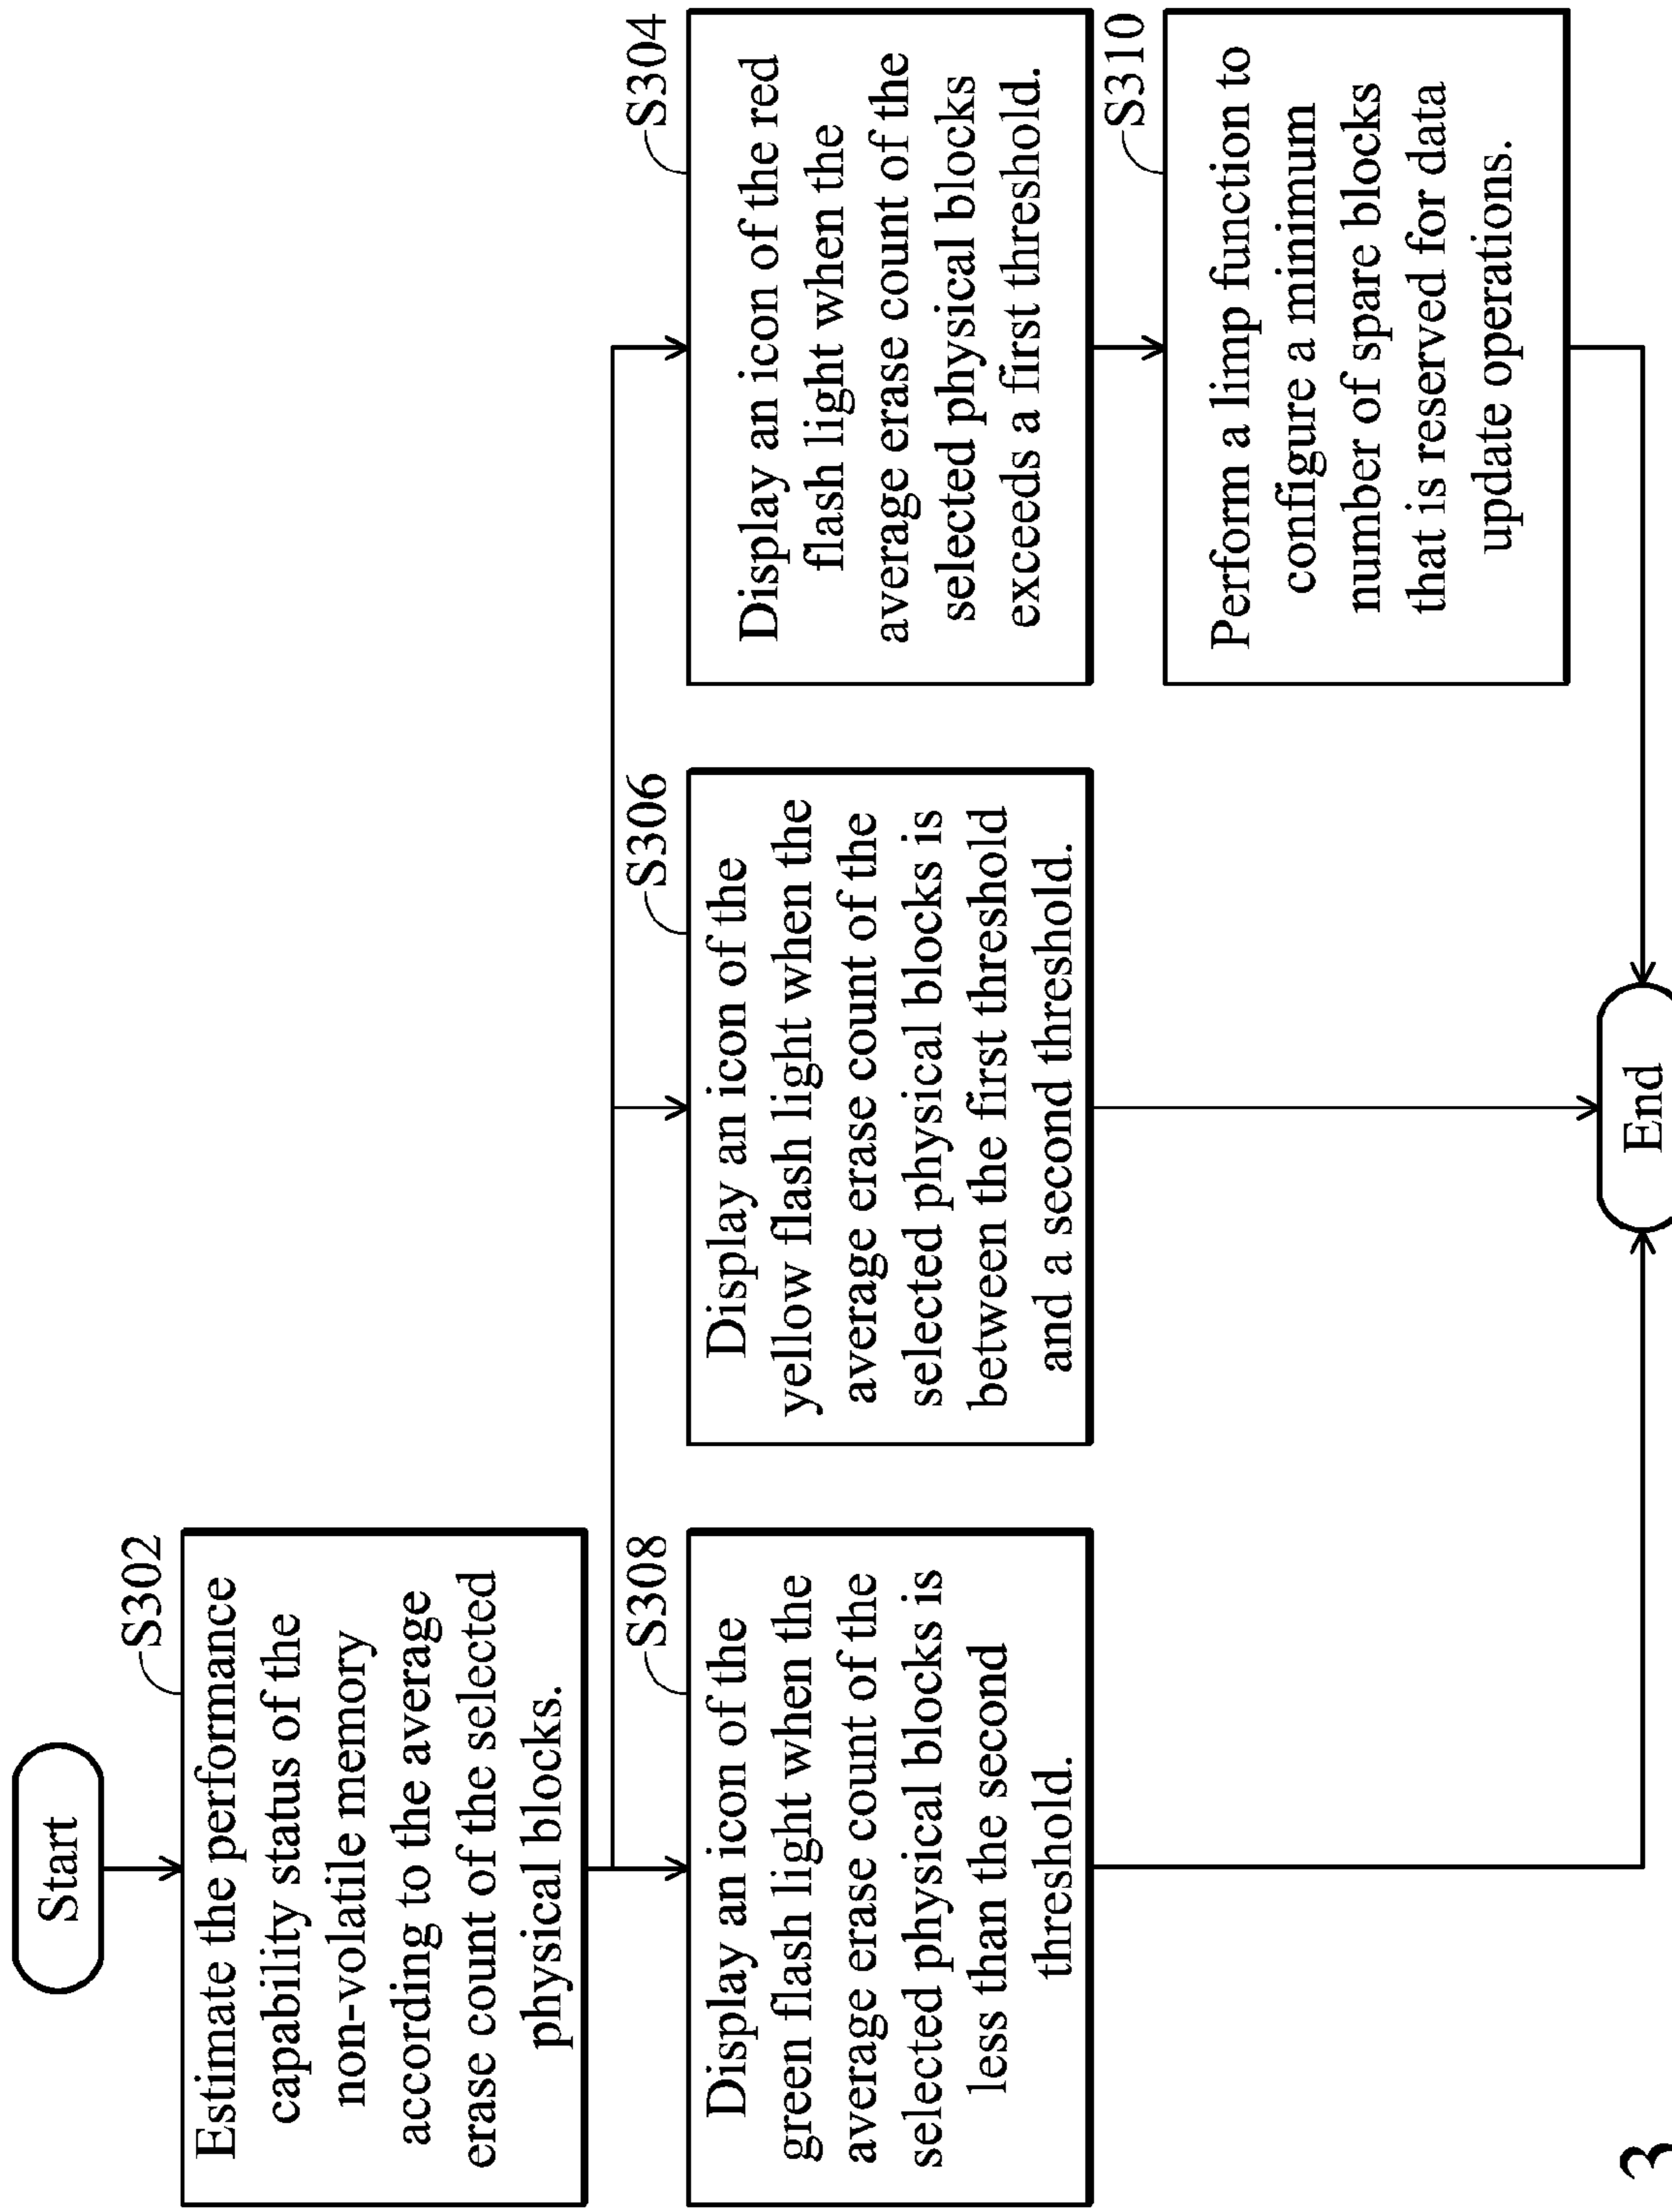 Start
S302
Estimate the performance
capability status of the
non-volatile memory
according to the average
erase count of the selected
physical blocks.
S308
Display an icon of the
green flash light when the
average erase count of the
selected physical blocks is
less than the second
threshold.
S306
Display an icon of the
yellow flash light when the
average erase count of the
selected physical blocks is
between the first threshold
and a second threshold.
S304
Display an icon of the red
flash light when the
average erase count of the
selected physical blocks
exceeds a first threshold.
S310
Perform a limp function to
configure a minimum
number of spare blocks
that is reserved for data
update operations.
End
3